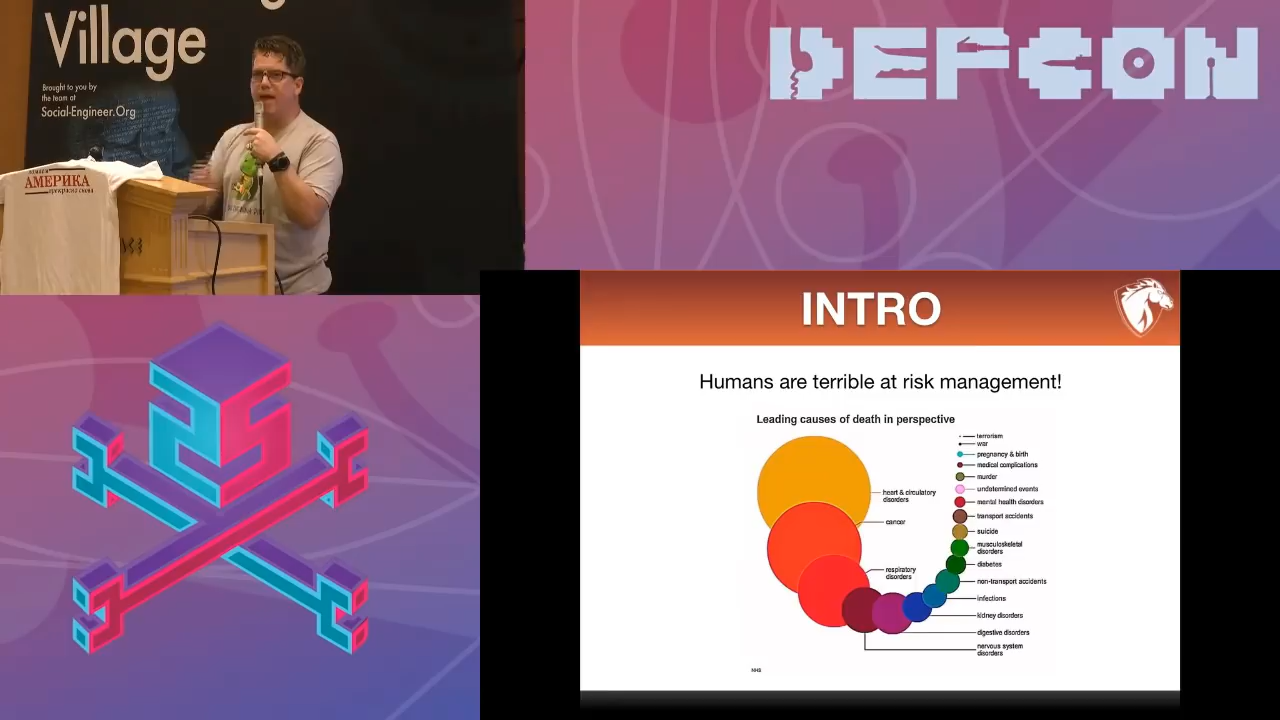 Village
Brought to you by
the team at
Social-Engineer.Org
АМЕРИКА
DEFCON
INTRO
Humans are terrible at risk management!
Leading causes of death in perspective
heart & circulatory
disorders
cancer
respiratory
disorders
terrorism
war
pregnancy & birth
medical complications
murder
undetermined events
mental health disorders
transport accidents
suicide
musculoskeletal
disorders
diabetes
non-transport accidents
infections
kidney disorders
digestive disorders
nervous system
disorders
NHS